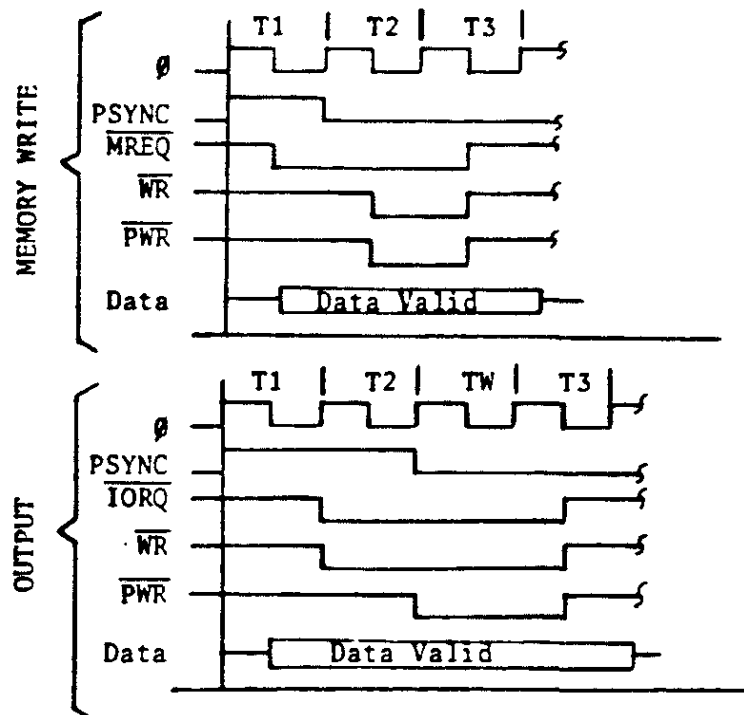 MEMORY WRITE
T1 | T2 | T3 |
Ø
PSYNC
MREQ
WR
PWR
Data Data Valid
OUTPUT
T1 | T2 | TW | T3
Ø
PSYNC
IORQ
WR
PWR
Data Data Valid